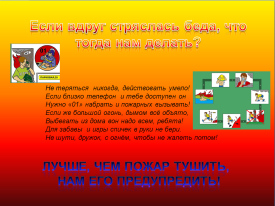 Если вдруг стряслась беда, что
тогда нам делать?
Не теряться никогда, действовать умело!
Если близко телефон и тебе доступен он
Нужно «01» набрать и пожарных вызывать!
Если же большой огонь, дымом всё объято,
Выбегать из дома вон надо всем, ребята!
Для забавы и игры спичек в руки не бери.
Не шути, дружок, с огнём, чтобы не жалеть потом!
ЛУЧШЕ, ЧЕМ ПОЖАР ТУШИТЬ,
НАМ ЕГО ПРЕДУПРЕДИТЬ!